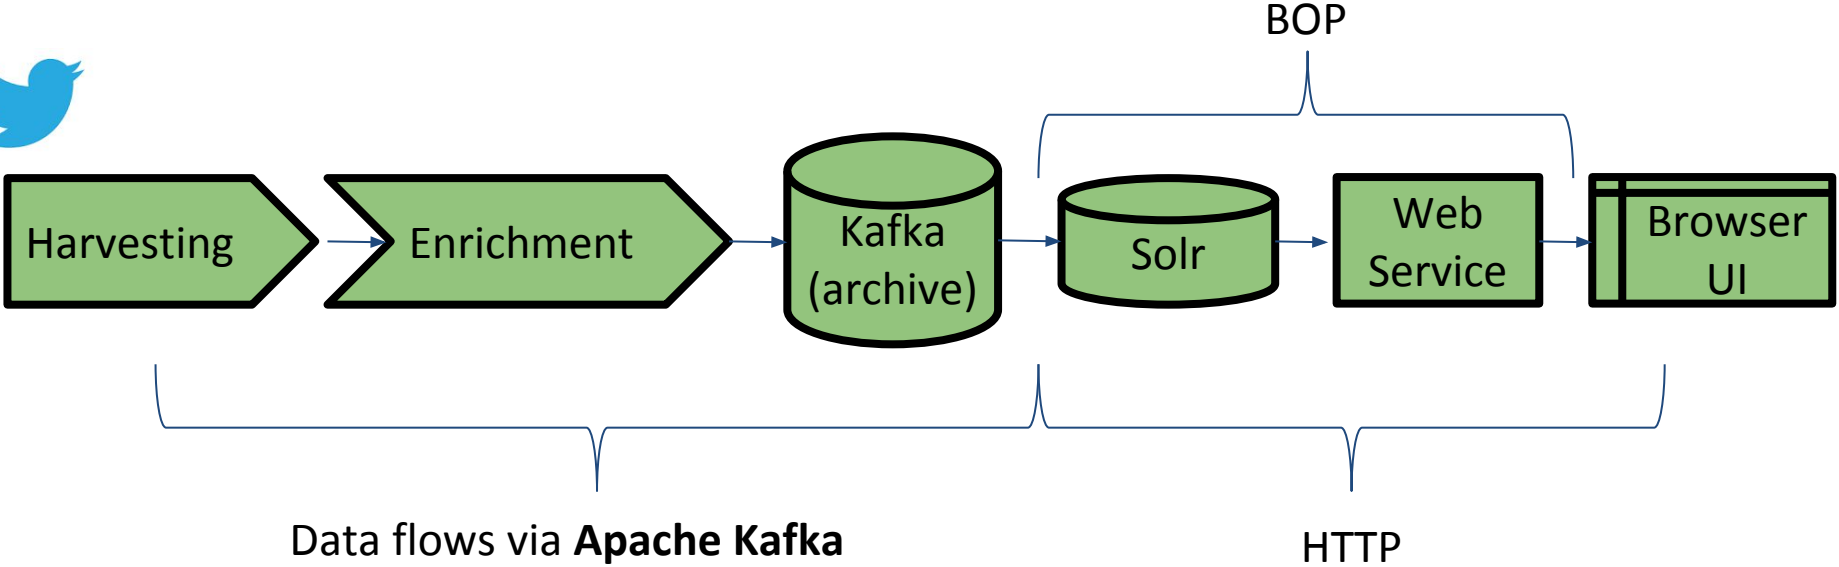 BOP
Harvesting
Enrichment
Kafka
(archive)
Solr
Web
Service
Browser
UI
Data flows via Apache Kafka
HTTP